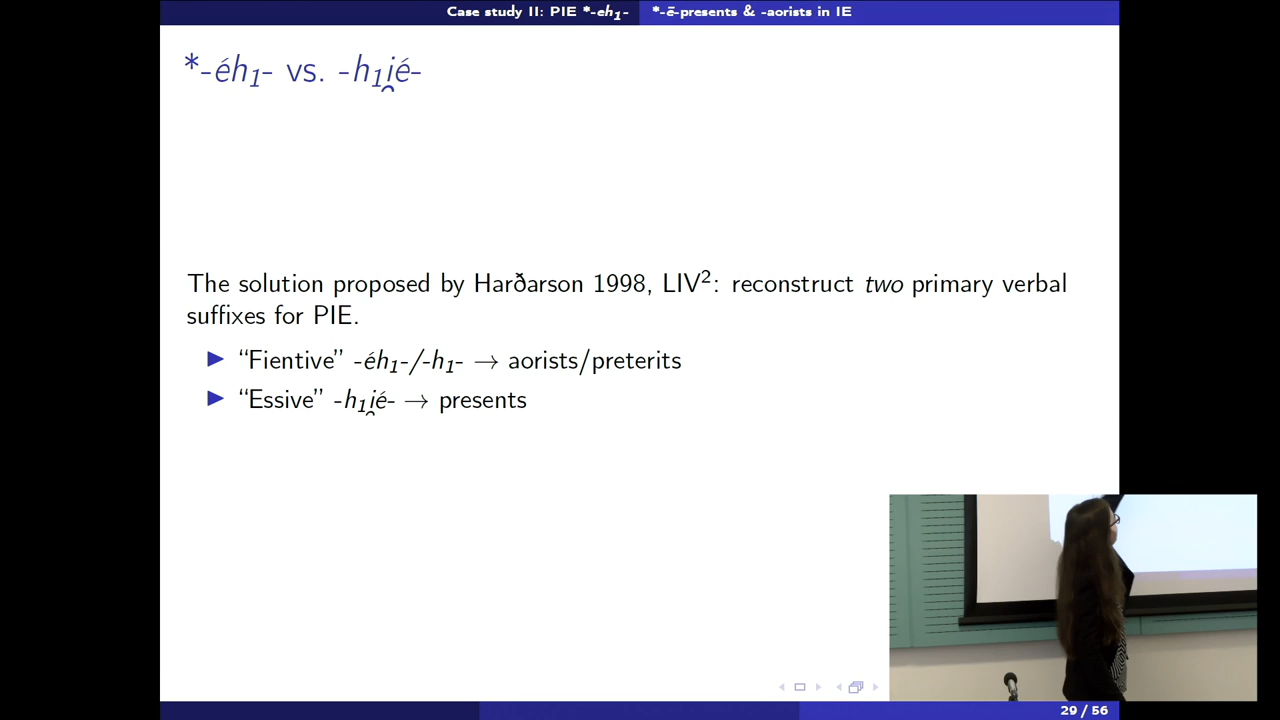 Case study II: PIE *-eh₁- *-ē-presents & -aorists in IE
*-éh₁- vs. -h₁i̯é-
The solution proposed by Harðarson 1998, LIV²: reconstruct two primary verbal
suffixes for PIE.
▶ “Fientive” -éh₁-/-h₁- → aorists/preterits
▶ “Essive” -h₁i̯é- → presents
29 / 56